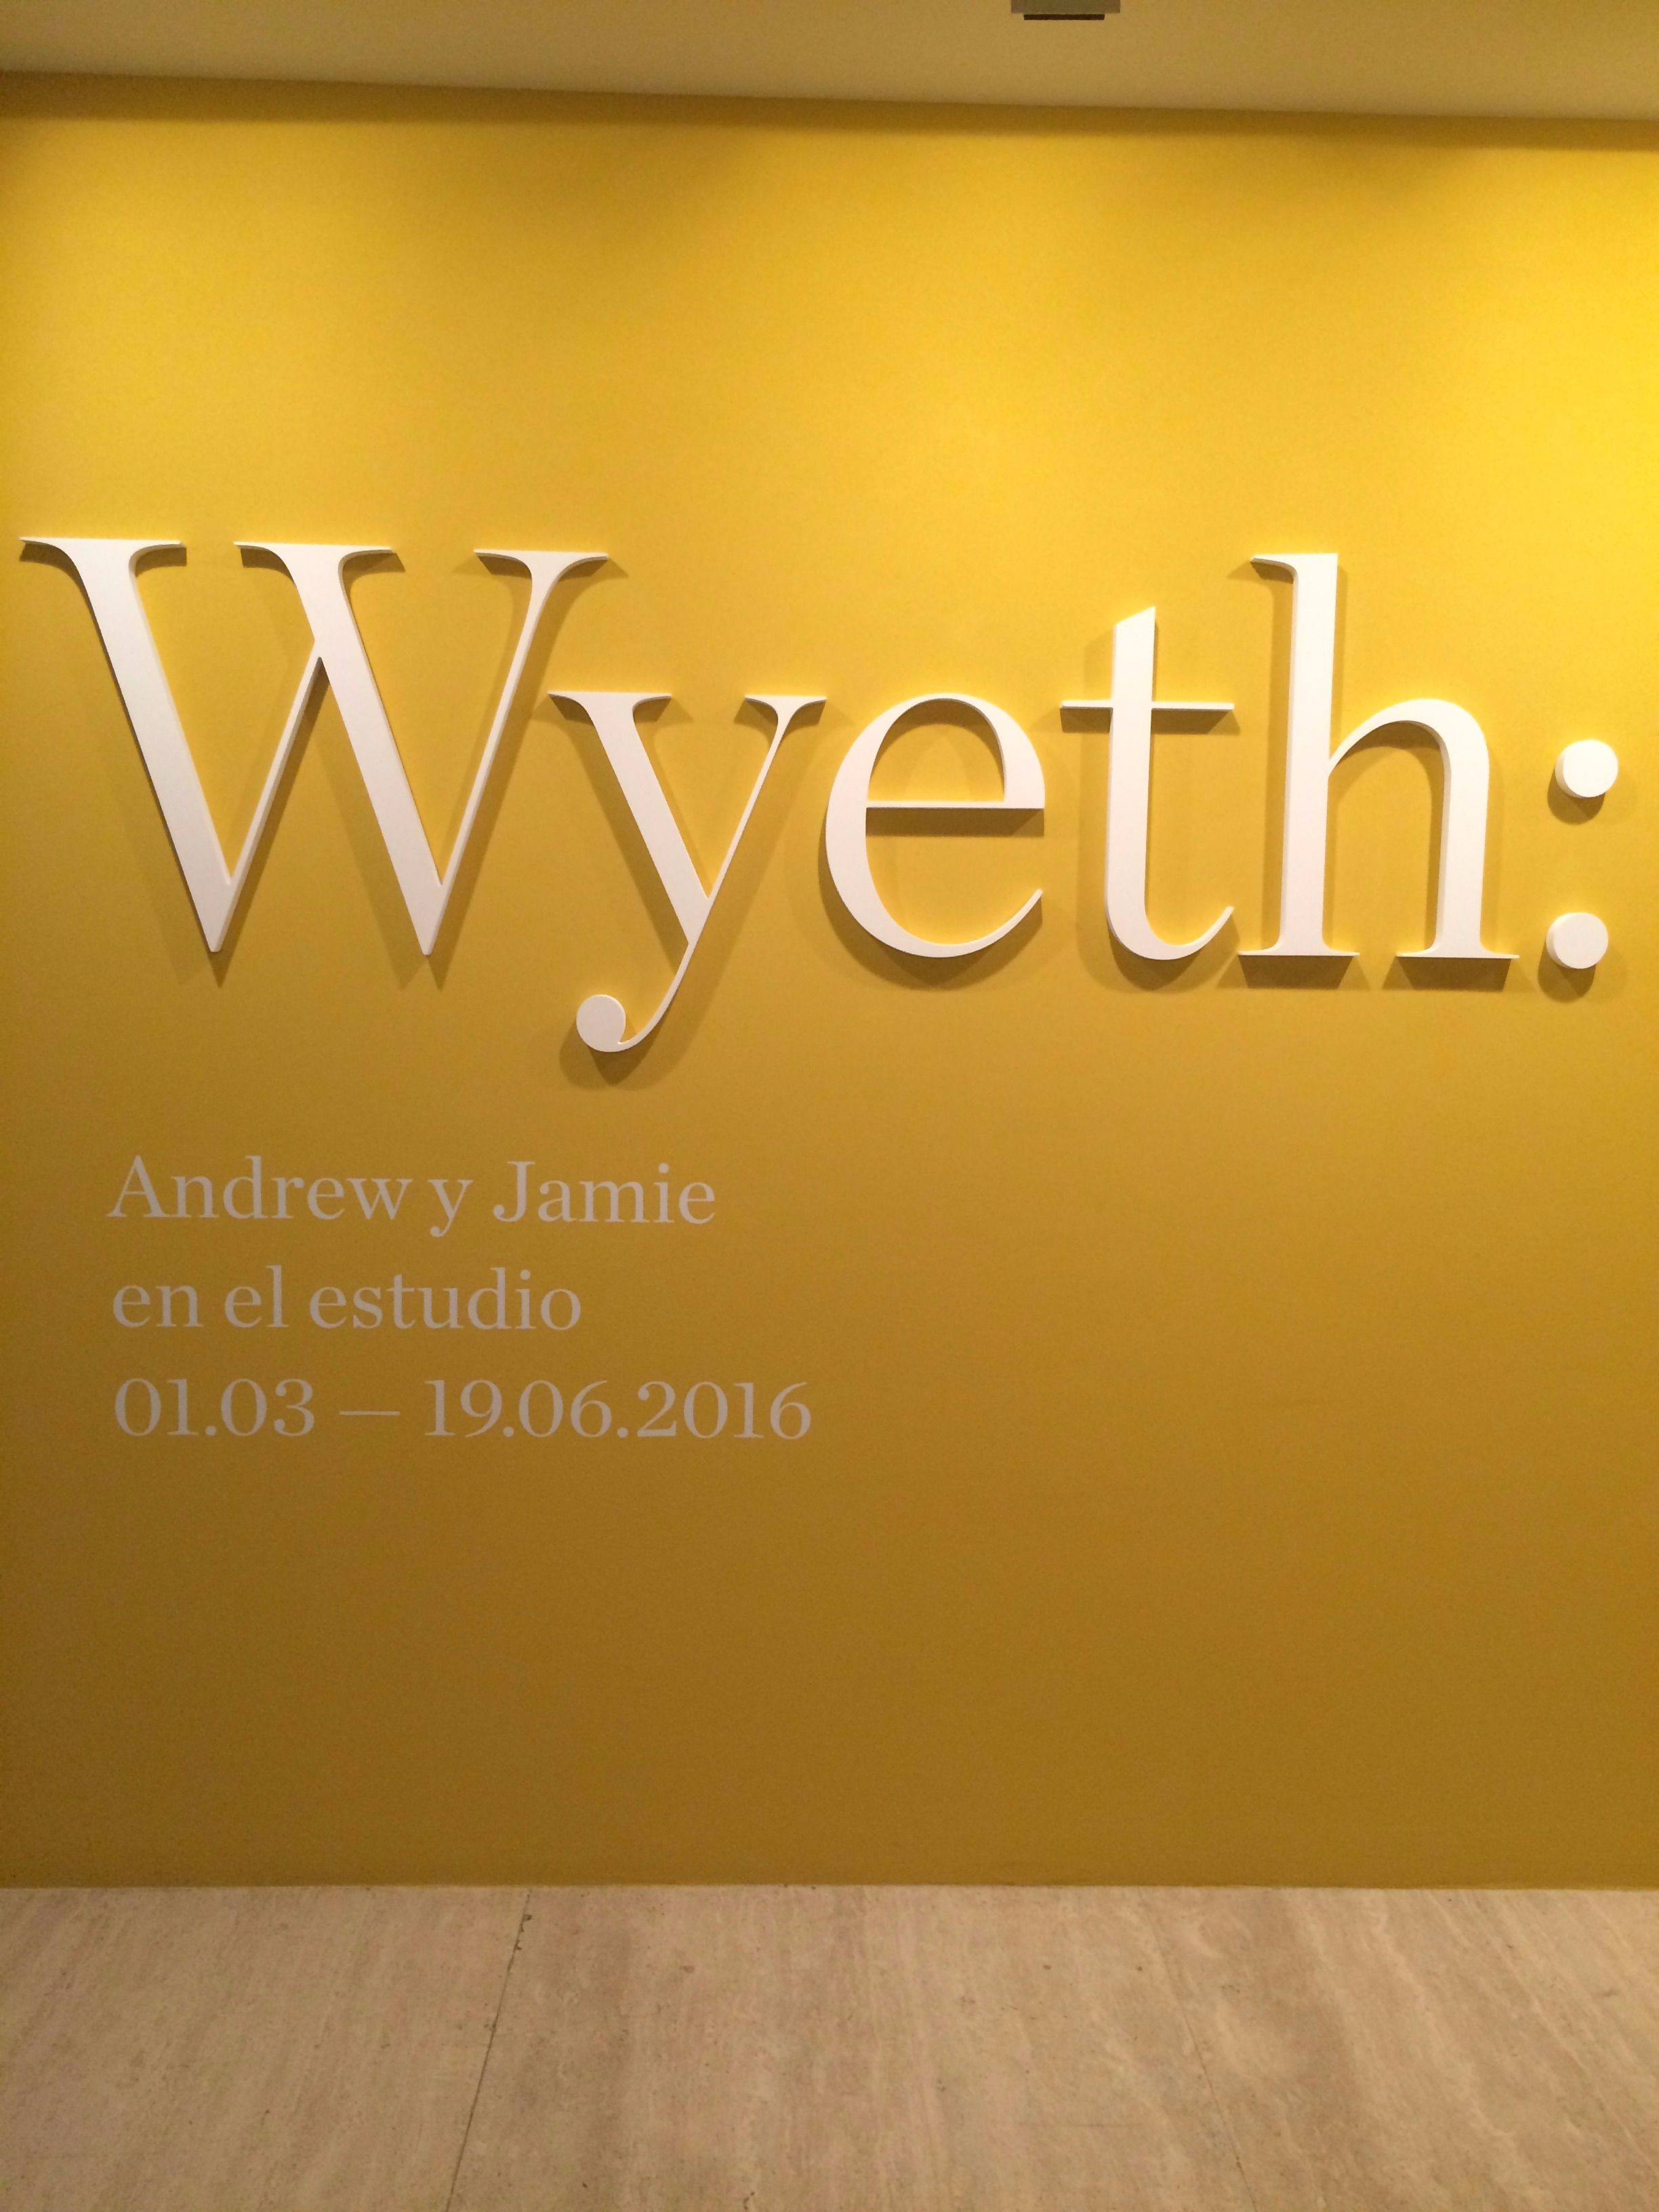 Wyeth:
Andrew y Jamie
en el estudio
01.03 — 19.06.2016